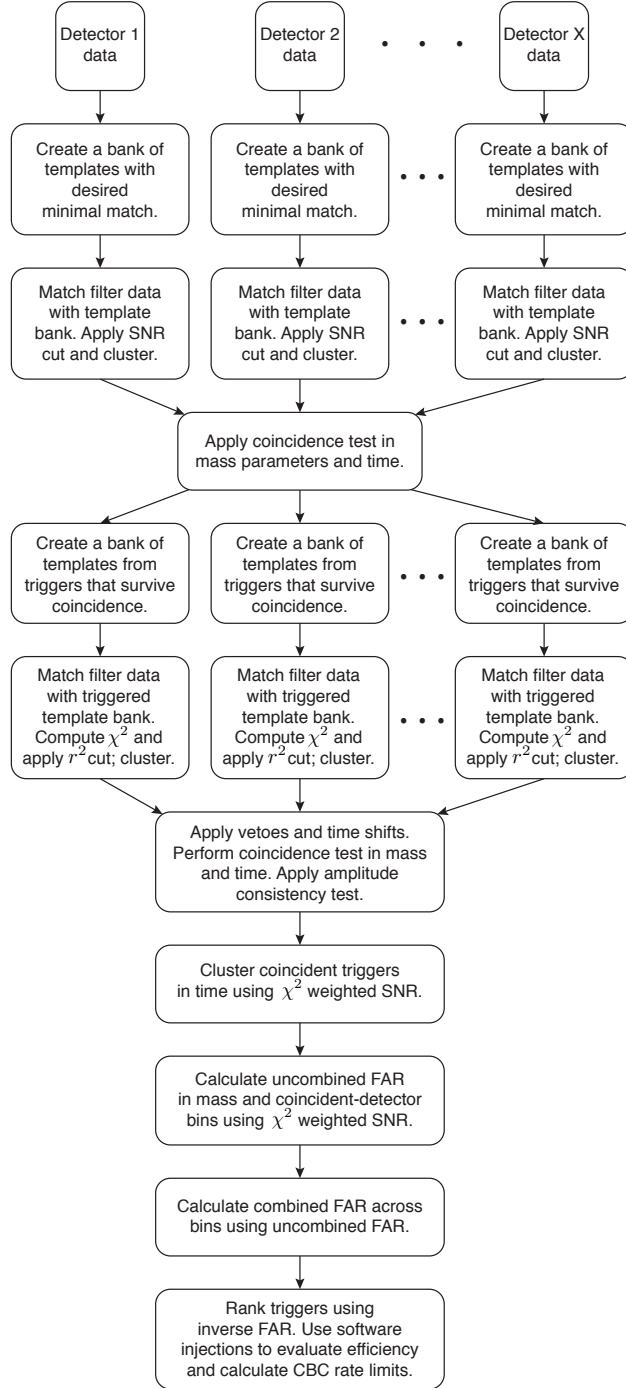 Detector 1
data
Detector 2
data
. . .
Detector X
data
Create a bank of
templates with
desired
minimal match.
Create a bank of
templates with
desired
minimal match.
. . .
Create a bank of
templates with
desired
minimal match.
Match filter data
with template
bank. Apply SNR
cut and cluster.
Match filter data
with template
bank. Apply SNR
cut and cluster.
. . .
Match filter data
with template
bank. Apply SNR
cut and cluster.
Apply coincidence test in
mass parameters and time.
Create a bank of
templates from
triggers that survive
coincidence.
Create a bank of
templates from
triggers that survive
coincidence.
. . .
Create a bank of
templates from
triggers that survive
coincidence.
Match filter data
with triggered
template bank.
Compute χ² and
apply r² cut; cluster.
Match filter data
with triggered
template bank.
Compute χ² and
apply r² cut; cluster.
. . .
Match filter data
with triggered
template bank.
Compute χ² and
apply r² cut; cluster.
Apply vetoes and time shifts.
Perform coincidence test in mass
and time. Apply amplitude
consistency test.
Cluster coincident triggers
in time using χ² weighted SNR.
Calculate uncombined FAR
in mass and coincident-detector
bins using χ² weighted SNR.
Calculate combined FAR across
bins using uncombined FAR.
Rank triggers using
inverse FAR. Use software
injections to evaluate efficiency
and calculate CBC rate limits.